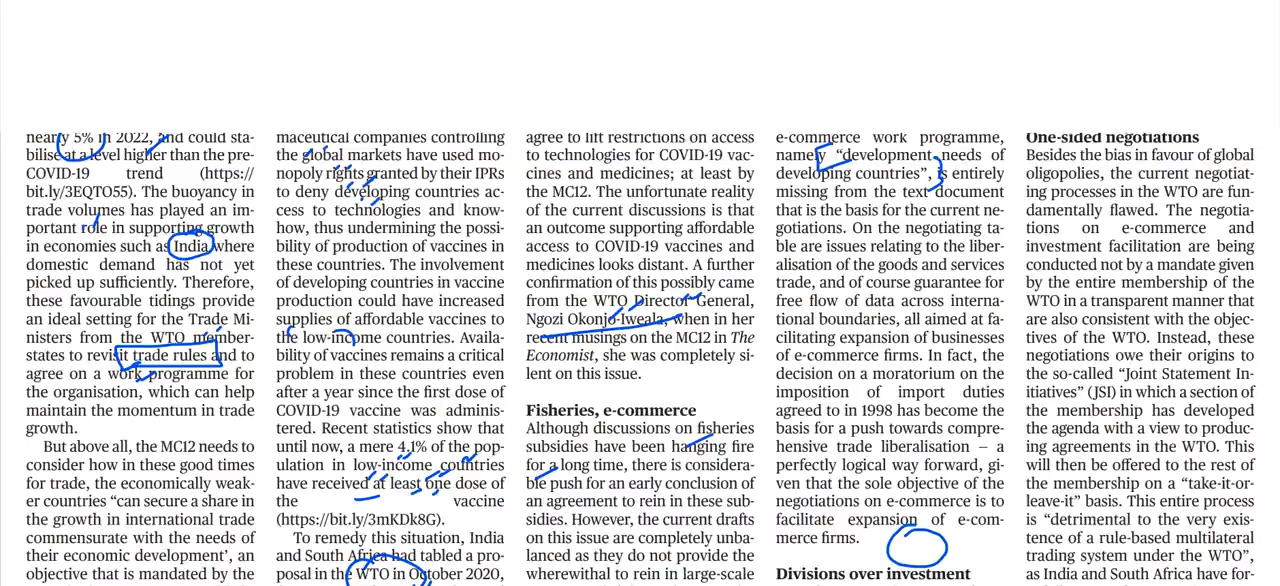 nearly 5% in 2022, and could sta-
bilise at a level higher than the pre-
COVID-19 trend (https://
bit.ly/3EQTO55). The buoyancy in
trade volumes has played an im-
portant role in supporting growth
in economies such as India where
domestic demand has not yet
picked up sufficiently. Therefore,
these favourable tidings provide
an ideal setting for the Trade Mi-
nisters from the WTO member-
states to revisit trade rules and to
agree on a work programme for
the organisation, which can help
maintain the momentum in trade
growth.
But above all, the MC12 needs to
consider how in these good times
for trade, the economically weak-
er countries “can secure a share in
the growth in international trade
commensurate with the needs of
their economic development’, an
objective that is mandated by the
maceutical companies controlling
the global markets have used mo-
nopoly rights granted by their IPRs
to deny developing countries ac-
cess to technologies and know-
how, thus undermining the possi-
bility of production of vaccines in
these countries. The involvement
of developing countries in vaccine
production could have increased
supplies of affordable vaccines to
the low-income countries. Availa-
bility of vaccines remains a critical
problem in these countries even
after a year since the first dose of
COVID-19 vaccine was adminis-
tered. Recent statistics show that
until now, a mere 4.1% of the pop-
ulation in low-income countries
have received at least one dose of
the vaccine
(https://bit.ly/3mKDk8G).
To remedy this situation, India
and South Africa had tabled a pro-
posal in the WTO in October 2020,
agree to lift restrictions on access
to technologies for COVID-19 vac-
cines and medicines; at least by
the MC12. The unfortunate reality
of the current discussions is that
an outcome supporting affordable
access to COVID-19 vaccines and
medicines looks distant. A further
confirmation of this possibly came
from the WTO Director General,
Ngozi Okonjo-Iweala, when in her
recent musings on the MC12 in The
Economist, she was completely si-
lent on this issue.
Fisheries, e-commerce
Although discussions on fisheries
subsidies have been hanging fire
for a long time, there is considera-
ble push for an early conclusion of
an agreement to rein in these sub-
sidies. However, the current drafts
on this issue are completely unba-
lanced as they do not provide the
wherewithal to rein in large-scale
e-commerce work programme,
namely “development needs of
developing countries”, is entirely
missing from the text document
that is the basis for the current ne-
gotiations. On the negotiating ta-
ble are issues relating to the liber-
alisation of the goods and services
trade, and of course guarantee for
free flow of data across interna-
tional boundaries, all aimed at fa-
cilitating expansion of businesses
of e-commerce firms. In fact, the
decision on a moratorium on the
imposition of import duties
agreed to in 1998 has become the
basis for a push towards compre-
hensive trade liberalisation – a
perfectly logical way forward, gi-
ven that the sole objective of the
negotiations on e-commerce is to
facilitate expansion of e-com-
merce firms.
Divisions over investment
One-sided negotiations
Besides the bias in favour of global
oligopolies, the current negotiat-
ing processes in the WTO are fun-
damentally flawed. The negotia-
tions on e-commerce and
investment facilitation are being
conducted not by a mandate given
by the entire membership of the
WTO in a transparent manner that
are also consistent with the objec-
tives of the WTO. Instead, these
negotiations owe their origins to
the so-called “Joint Statement In-
itiatives” (JSI) in which a section of
the membership has developed
the agenda with a view to produc-
ing agreements in the WTO. This
will then be offered to the rest of
the membership on a “take-it-or-
leave-it” basis. This entire process
is “detrimental to the very exis-
tence of a rule-based multilateral
trading system under the WTO”,
as India and South Africa have for-